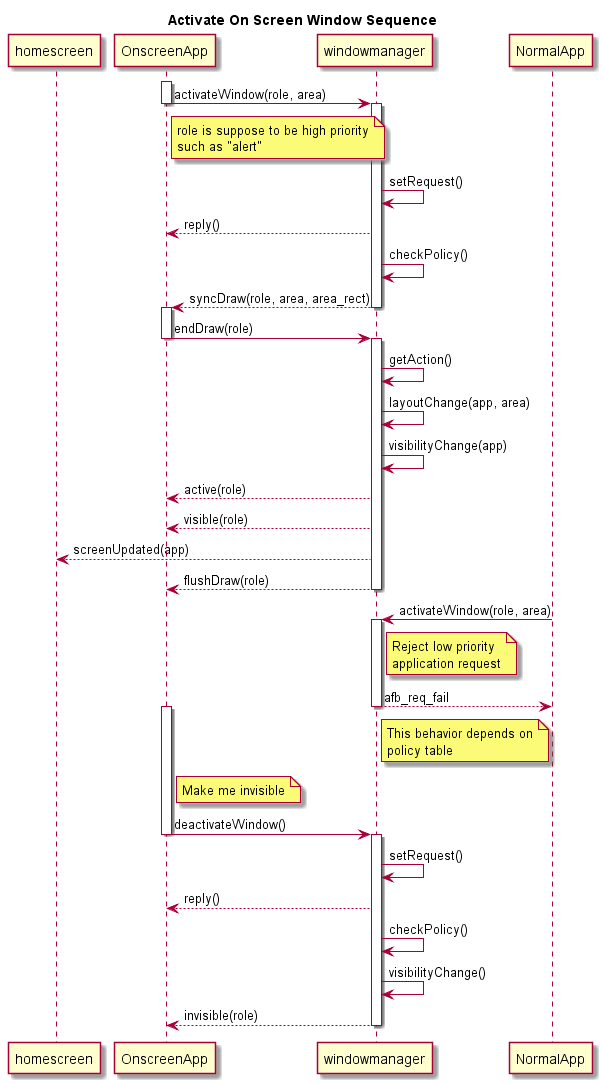 Activate On Screen Window Sequence
homescreen
OnscreenApp
windowmanager
NormalApp
activateWindow(role, area)
role is suppose to be high priority
such as "alert"
setRequest()
reply()
checkPolicy()
syncDraw(role, area, area_rect)
endDraw(role)
getAction()
layoutChange(app, area)
visibilityChange(app)
active(role)
visible(role)
screenUpdated(app)
flushDraw(role)
activateWindow(role, area)
Reject low priority
application request
afb_req_fail
This behavior depends on
policy table
Make me invisible
deactivateWindow()
setRequest()
reply()
checkPolicy()
visibilityChange()
invisible(role)
homescreen
OnscreenApp
windowmanager
NormalApp